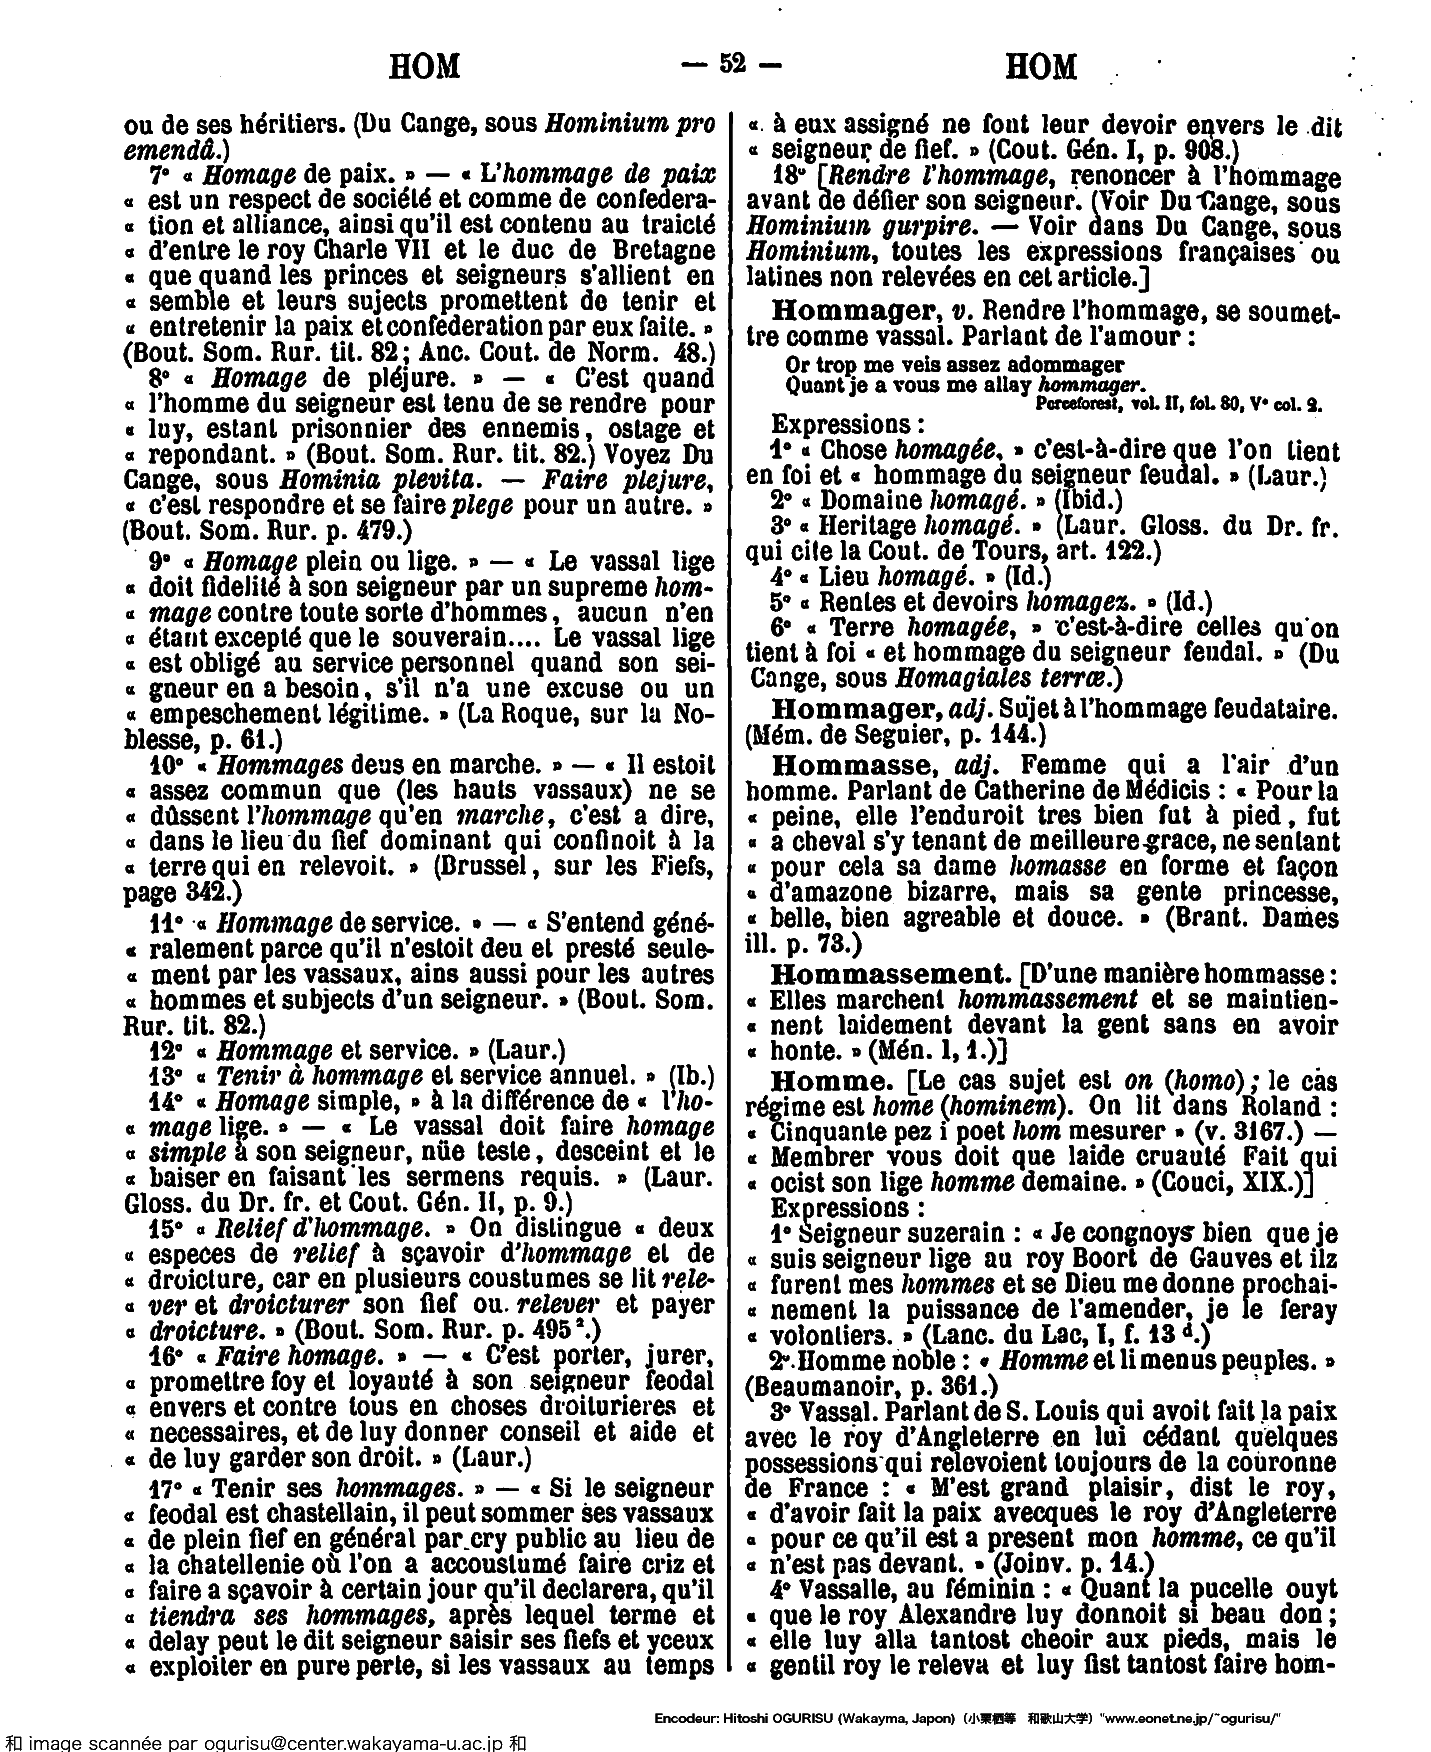 HOM — 52 — HOM
ou de ses héritiers. (Du Cange, sous Hominium pro
emendâ.)
7° « Homage de paix. » — « L'hommage de paix
« est un respect de société et comme de confedera-
« tion et alliance, ainsi qu'il est contenu au traicté
« d'entre le roy Charle VII et le duc de Bretagne
« que quand les princes et seigneurs s'allient en
« semble et leurs sujects promettent de tenir et
« entretenir la paix et confederation par eux faite. »
(Bout. Som. Rur. tit. 82; Anc. Cout. de Norm. 48.)
8° « Homage de pléjure. » — « C'est quand
« l'homme du seigneur est tenu de se rendre pour
« luy, estant prisonnier des ennemis, ostage et
« repondant. » (Bout. Som. Rur. tit. 82.) Voyez Du
Cange, sous Hominia plevita. — Faire plejure,
« c'est respondre et se faire plege pour un autre. »
(Bout. Som. Rur. p. 479.)
9° « Homage plein ou lige. » — « Le vassal lige
« doit fidelité à son seigneur par un supreme hom-
« mage contre toute sorte d'hommes, aucun n'en
« étant excepté que le souverain.... Le vassal lige
« est obligé au service personnel quand son sei-
« gneur en a besoin, s'il n'a une excuse ou un
« empeschement légitime. » (La Roque, sur la No-
blesse, p. 61.)
10° « Hommages deus en marche. » — « Il estoit
« assez commun que (les hauts vassaux) ne se
« dûssent l'hommage qu'en marche, c'est a dire,
« dans le lieu du fief dominant qui confinoit à la
« terre qui en relevoit. » (Brussel, sur les Fiefs,
page 342.)
11° « Hommage de service. » — « S'entend géné-
« ralement parce qu'il n'estoit deu et presté seule-
« ment par les vassaux, ains aussi pour les autres
« hommes et subjects d'un seigneur. » (Bout. Som.
Rur. tit. 82.)
12° « Hommage et service. » (Laur.)
13° « Tenir à hommage et service annuel. » (Ib.)
14° « Homage simple, » à la différence de « l'ho-
« mage lige. » — « Le vassal doit faire homage
« simple à son seigneur, nüe teste, desceint et le
« baiser en faisant les sermens requis. » (Laur.
Gloss. du Dr. fr. et Cout. Gén. II, p. 9.)
15° « Relief d'hommage. » On distingue « deux
« especes de relief à sçavoir d'hommage et de
« droicture, car en plusieurs coustumes se lit rele-
« ver et droicturer son fief ou relever et payer
« droicture. » (Bout. Som. Rur. p. 495².)
16° « Faire homage. » — « C'est porter, jurer,
« promettre foy et loyauté à son seigneur feodal
« envers et contre tous en choses droiturieres et
« necessaires, et de luy donner conseil et aide et
« de luy garder son droit. » (Laur.)
17° « Tenir ses hommages. » — « Si le seigneur
« feodal est chastellain, il peut sommer ses vassaux
« de plein fief en général par cry public au lieu de
« la chatellenie où l'on a accoustumé faire criz et
« faire a sçavoir à certain jour qu'il declarera, qu'il
« tiendra ses hommages, après lequel terme et
« delay peut le dit seigneur saisir ses fiefs et yceux
« exploiter en pure perte, si les vassaux au temps
« à eux assigné ne font leur devoir envers le dit
« seigneur de fief. » (Cout. Gén. I, p. 908.)
18° [Rendre l'hommage, renoncer à l'hommage
avant de défier son seigneur. (Voir Du Cange, sous
Hominium gurpire. — Voir dans Du Cange, sous
Hominium, toutes les expressions françaises ou
latines non relevées en cet article.]
Hommager, v. Rendre l'hommage, se soumet-
tre comme vassal. Parlant de l'amour :
Or trop me veis assez adommager
Quant je a vous me allay hommager.
Perceforest, vol. II, fol. 80, V° col. 2.
Expressions :
1° « Chose homagée, » c'est-à-dire que l'on tient
en foi et « hommage du seigneur feudal. » (Laur.)
2° « Domaine homagé. » (Ibid.)
3° « Heritage homagé. » (Laur. Gloss. du Dr. fr.
qui cite la Cout. de Tours, art. 122.)
4° « Lieu homagé. » (Id.)
5° « Rentes et devoirs homagez. » (Id.)
6° « Terre homagée, » c'est-à-dire celles qu'on
tient à foi « et hommage du seigneur feudal. » (Du
Cange, sous Homagiales terræ.)
Hommager, adj. Sujet à l'hommage feudataire.
(Mém. de Seguier, p. 144.)
Hommasse, adj. Femme qui a l'air d'un
homme. Parlant de Catherine de Médicis : « Pour la
« peine, elle l'enduroit tres bien fut à pied, fut
« a cheval s'y tenant de meilleure grace, ne sentant
« pour cela sa dame homasse en forme et façon
« d'amazone bizarre, mais sa gente princesse,
« belle, bien agreable et douce. » (Brant. Dames
ill. p. 73.)
Hommassement. [D'une manière hommasse :
« Elles marchent hommassement et se maintien-
« nent laidement devant la gent sans en avoir
« honte. » (Mén. I, 1.)]
Homme. [Le cas sujet est on (homo); le cas
régime est home (hominem). On lit dans Roland :
« Cinquante pez i poet hom mesurer » (v. 3167.) —
« Membrer vous doit que laide cruauté Fait qui
« ocist son lige homme demaine. » (Couci, XIX.)]
Expressions :
1° Seigneur suzerain : « Je congnoys bien que je
« suis seigneur lige au roy Boort de Gauves et ilz
« furent mes hommes et se Dieu me donne prochai-
« nement la puissance de l'amender, je le feray
« volontiers. » (Lanc. du Lac, I, f. 13 d.)
2° Homme noble : « Homme et li menus peuples. »
(Beaumanoir, p. 361.)
3° Vassal. Parlant de S. Louis qui avoit fait la paix
avec le roy d'Angleterre en lui cédant quelques
possessions qui relevoient toujours de la couronne
de France : « M'est grand plaisir, dist le roy,
« d'avoir fait la paix avecques le roy d'Angleterre
« pour ce qu'il est a present mon homme, ce qu'il
« n'est pas devant. » (Joinv. p. 14.)
4° Vassalle, au féminin : « Quant la pucelle ouyt
« que le roy Alexandre luy donnoit si beau don;
« elle luy alla tantost cheoir aux pieds, mais le
« gentil roy le releva et luy fist tantost faire hom-
Encodeur: Hitoshi OGURISU (Wakayma, Japon) (小栗栖等 和歌山大学) "www.eonet.ne.jp/~ogurisu/"
和 image scannée par ogurisu@center.wakayama-u.ac.jp 和